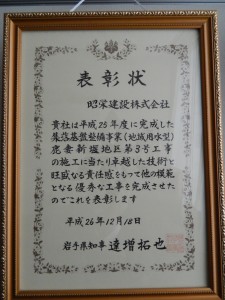 表彰状
昭栄建設株式会社
貴社は平成25年度に完成した
基盤整備事業(地域用水型)
地区第3号工事
の施工に当たり卓越した技術と
旺盛なる責任感をもって他の模範
となる優秀な工事を完成させた
のでこれを表彰します
平成26年12月18日
岩手県知事 達増拓也